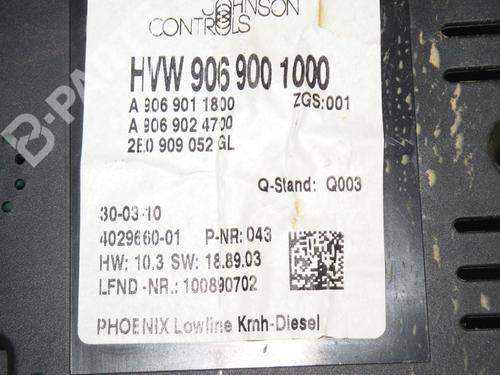 JOHNSON
CONTROLS
HVW 906 900 1000
A 906 901 1800 ZGS:001
A 906 902 4700
2E0 909 052 GL
Q-Stand: Q003
30-03-10
4029660-01 P-NR: 043
HW: 10.3 SW: 18.89.03
LFND -NR.: 100890702
PHOENIX Lowline Krnh-Diesel